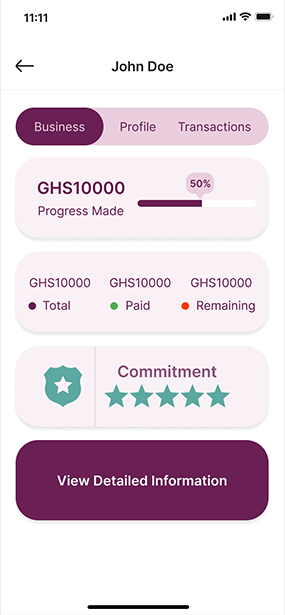 11:11
John Doe
Business Profile Transactions
50%
GHS10000
Progress Made
GHS10000 GHS10000 GHS10000
Total Paid Remaining
Commitment
View Detailed Information